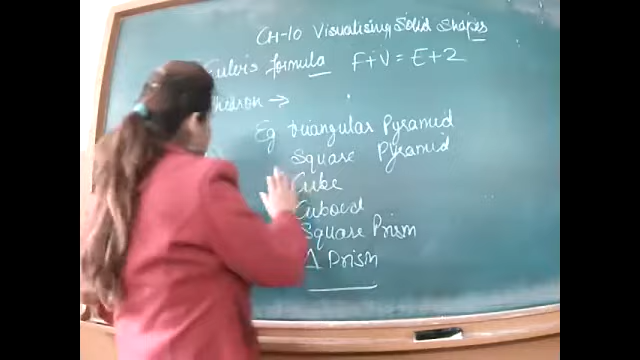 CH-10 Visualising Solid Shapes
Euler's formula F+V = E+2
hedron →
Eg triangular Pyramid
Square Pyramid
Cube
Cuboid
Square Prism
Δ Prism